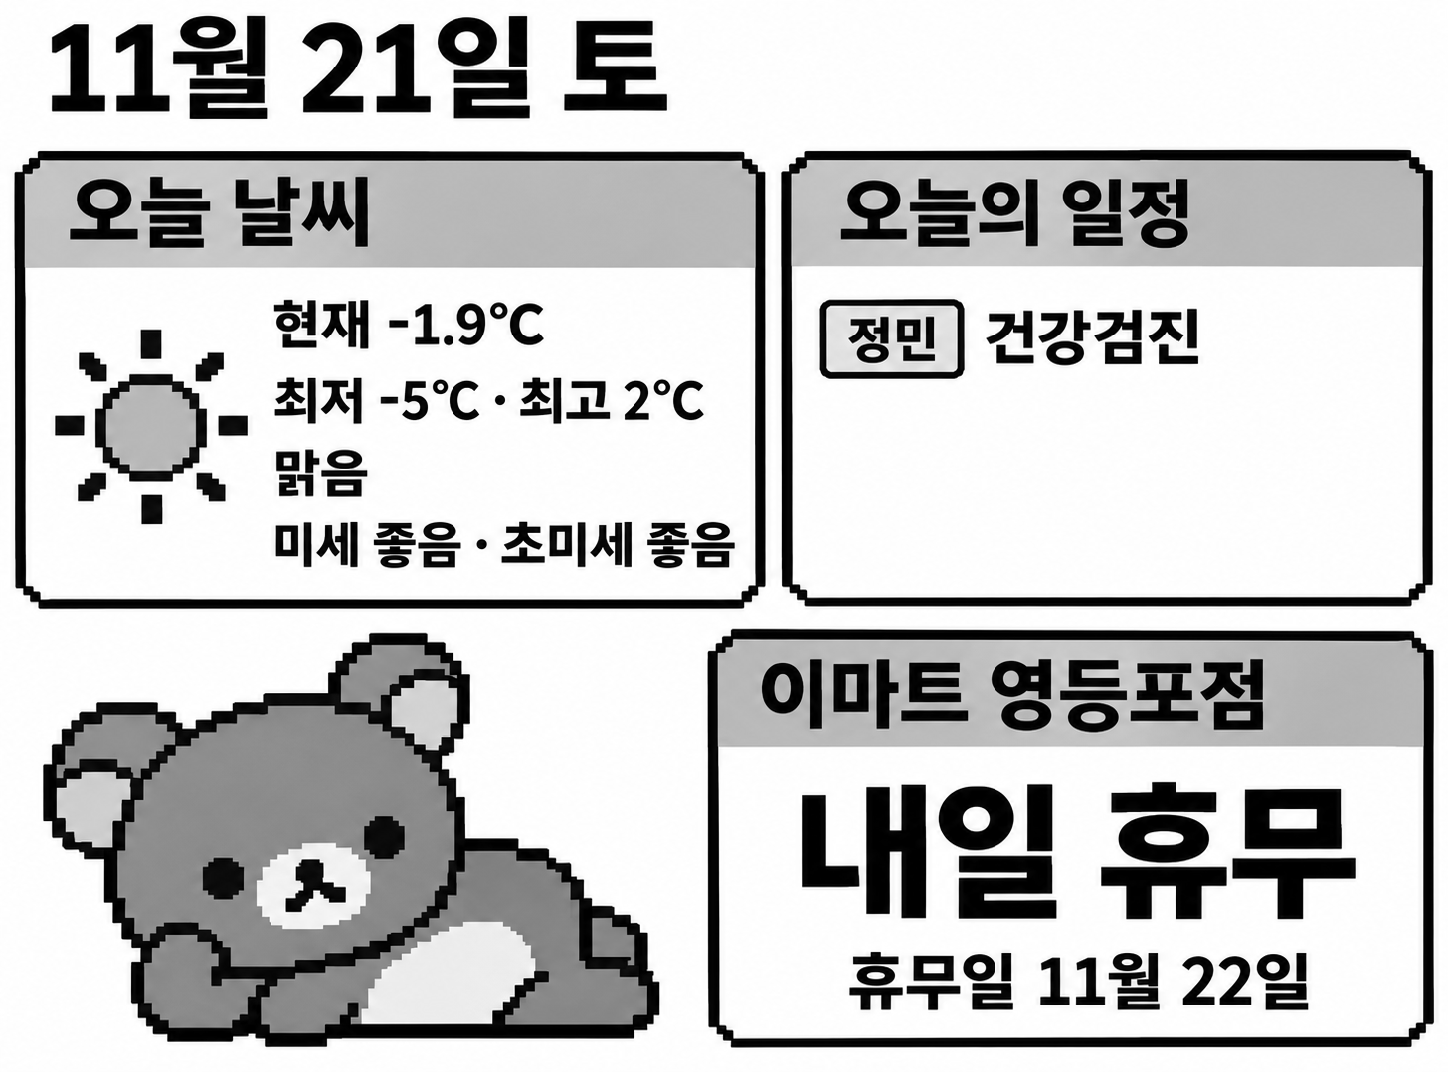 11월 21일 토
오늘 날씨
현재 -1.9°C
최저 -5°C · 최고 2°C
맑음
미세 좋음 · 초미세 좋음
오늘의 일정
정민 건강검진
이마트 영등포점
내일 휴무
휴무일 11월 22일